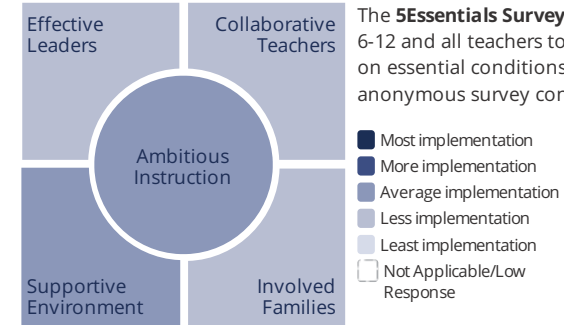 Effective
Leaders
Collaborative
Teachers
Ambitious
Instruction
Supportive
Environment
Involved
Families
The 5Essentials Survey
6-12 and all teachers to
on essential conditions
anonymous survey con
Most implementation
More implementation
Average implementation
Less implementation
Least implementation
Not Applicable/Low
Response